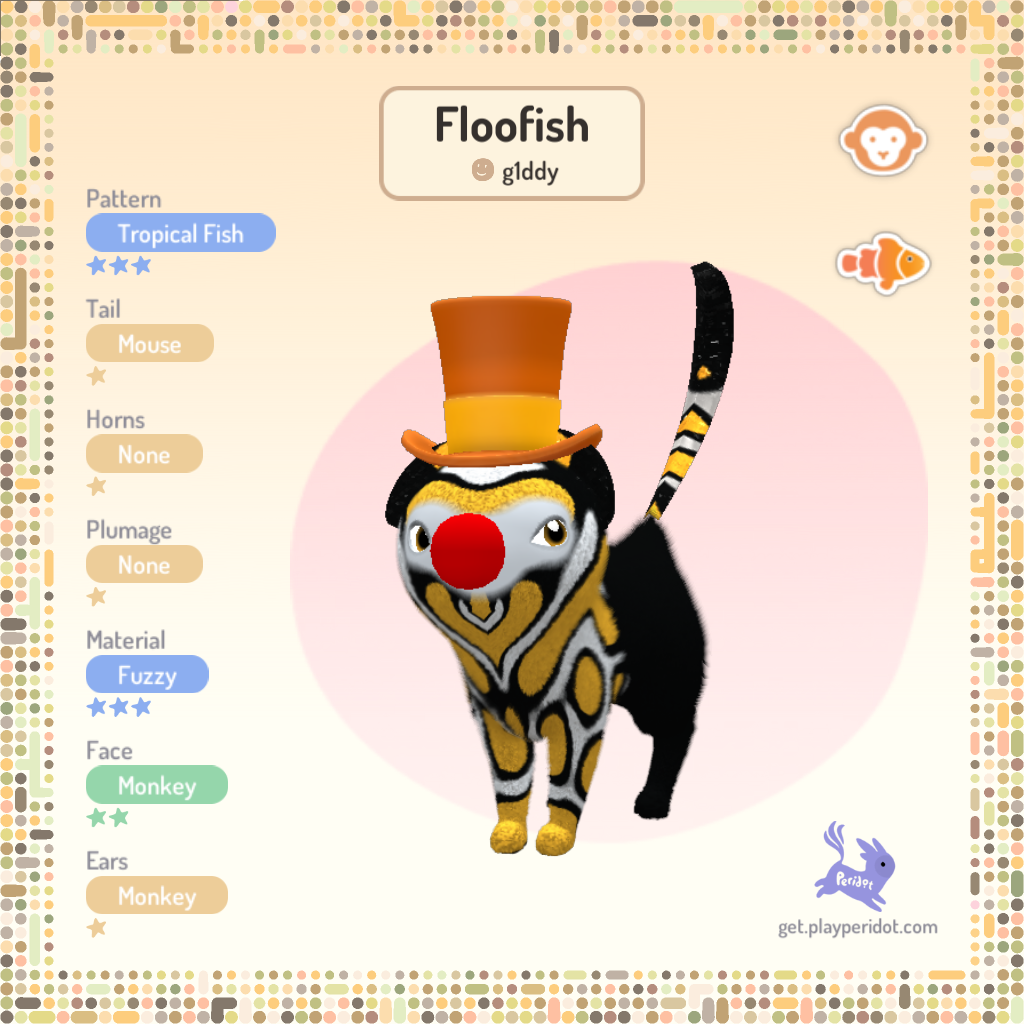 Floofish
g1ddy
Pattern
Tropical Fish
Tail
Mouse
Horns
None
Plumage
None
Material
Fuzzy
Face
Monkey
Ears
Monkey
Peridot
get.playperidot.com